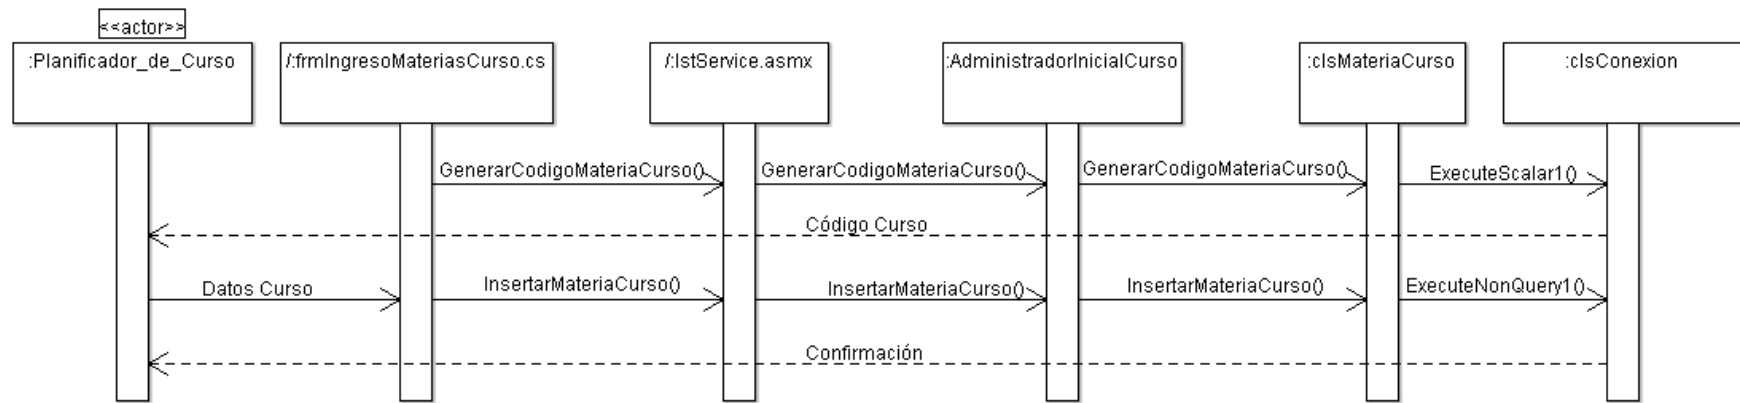 <<actor>>
:Planificador_de_Curso
/:frmIngresoMateriasCurso.cs
/:IstService.asmx
:AdministradorInicialCurso
:clsMateriaCurso
:clsConexion
GenerarCodigoMateriaCurso()
GenerarCodigoMateriaCurso()
GenerarCodigoMateriaCurso()
ExecuteScalar1()
Código Curso
Datos Curso
InsertarMateriaCurso()
InsertarMateriaCurso()
InsertarMateriaCurso()
ExecuteNonQuery1()
Confirmación